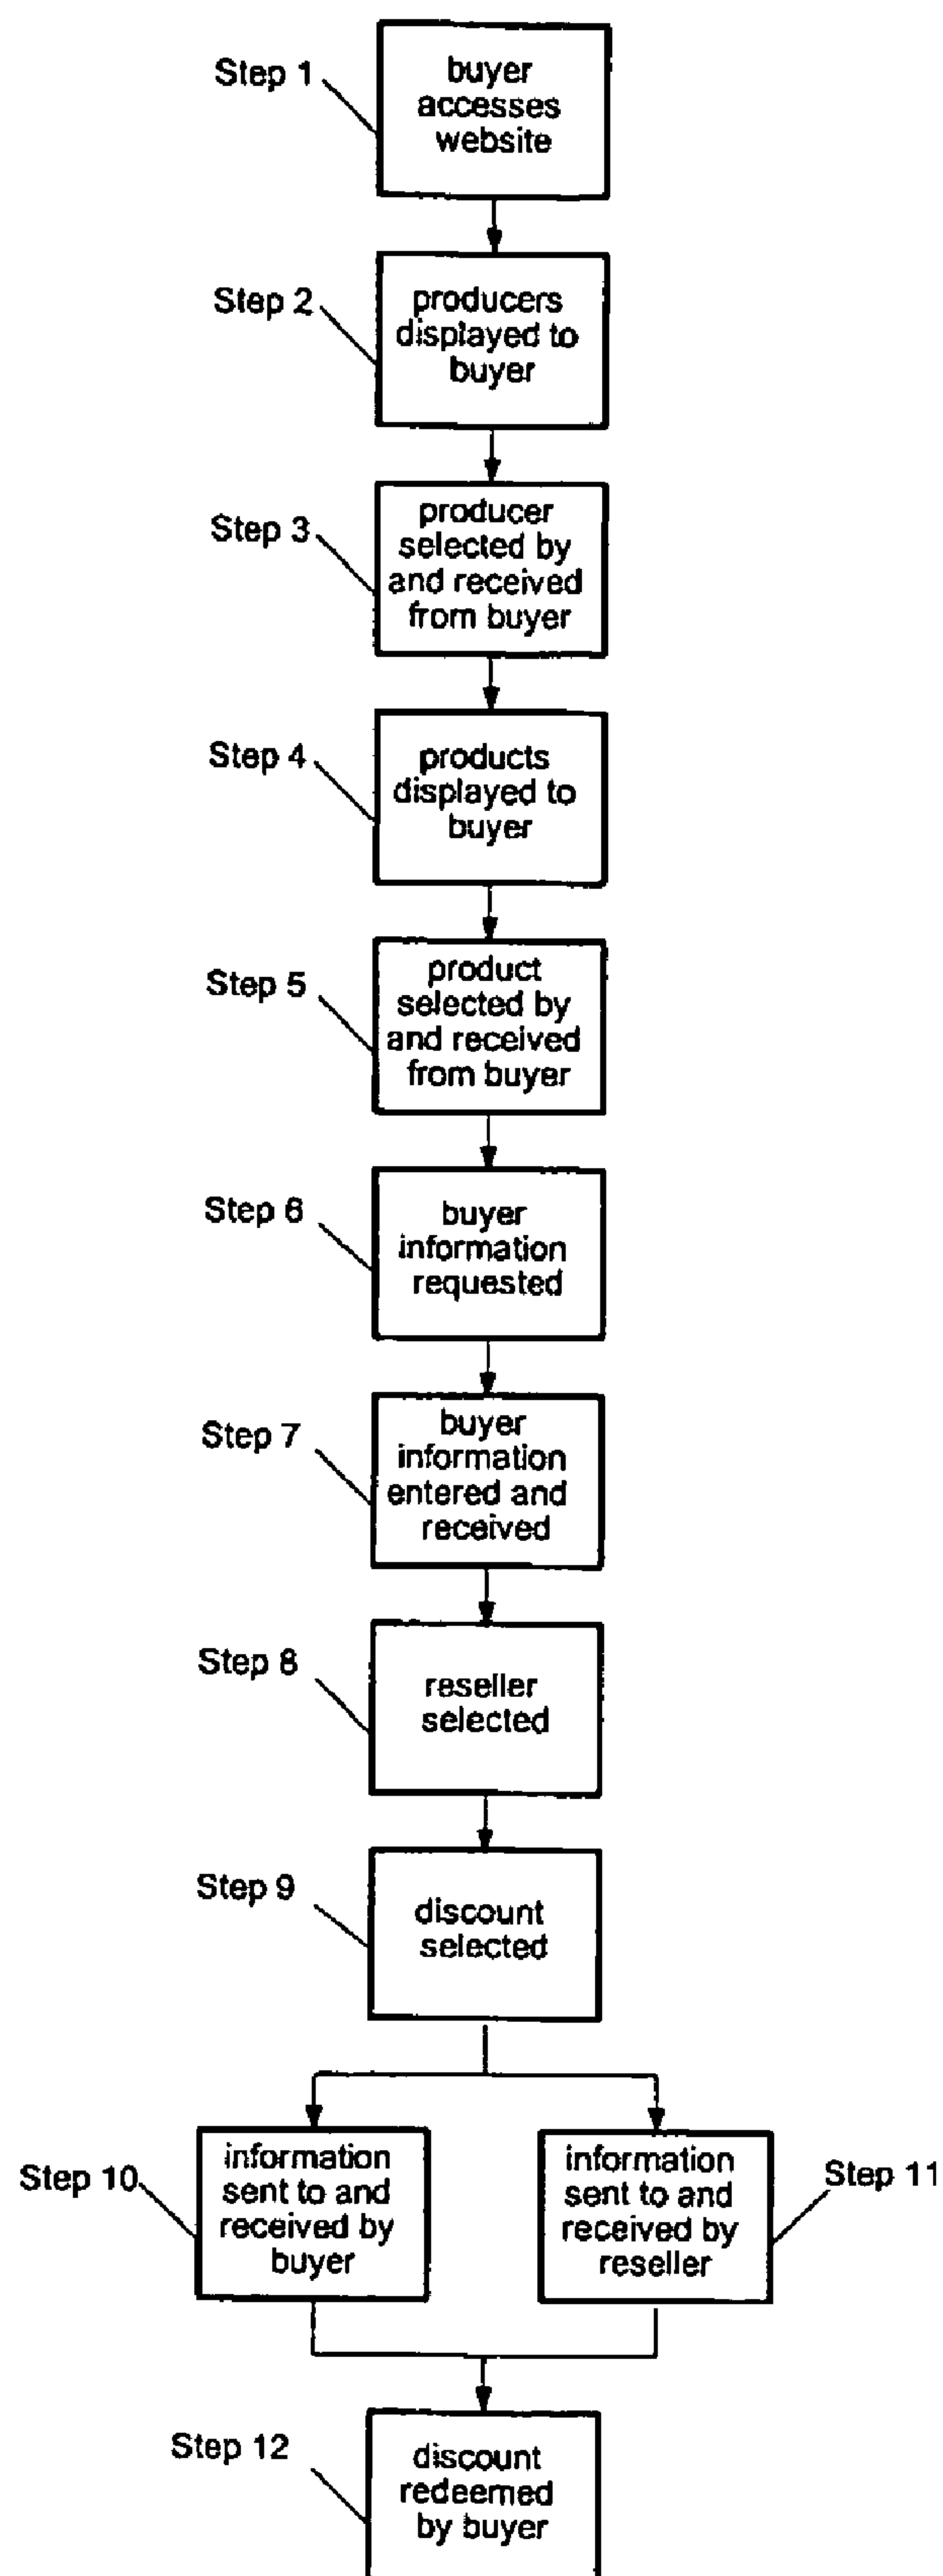 Step 1
buyer
accesses
website
Step 2
producers
displayed to
buyer
Step 3
producer
selected by
and received
from buyer
Step 4
products
displayed to
buyer
Step 5
product
selected by
and received
from buyer
Step 6
buyer
information
requested
Step 7
buyer
information
entered and
received
Step 8
reseller
selected
Step 9
discount
selected
Step 10
information
sent to and
received by
buyer
information
sent to and
received by
reseller
Step 11
Step 12
discount
redeemed
by buyer